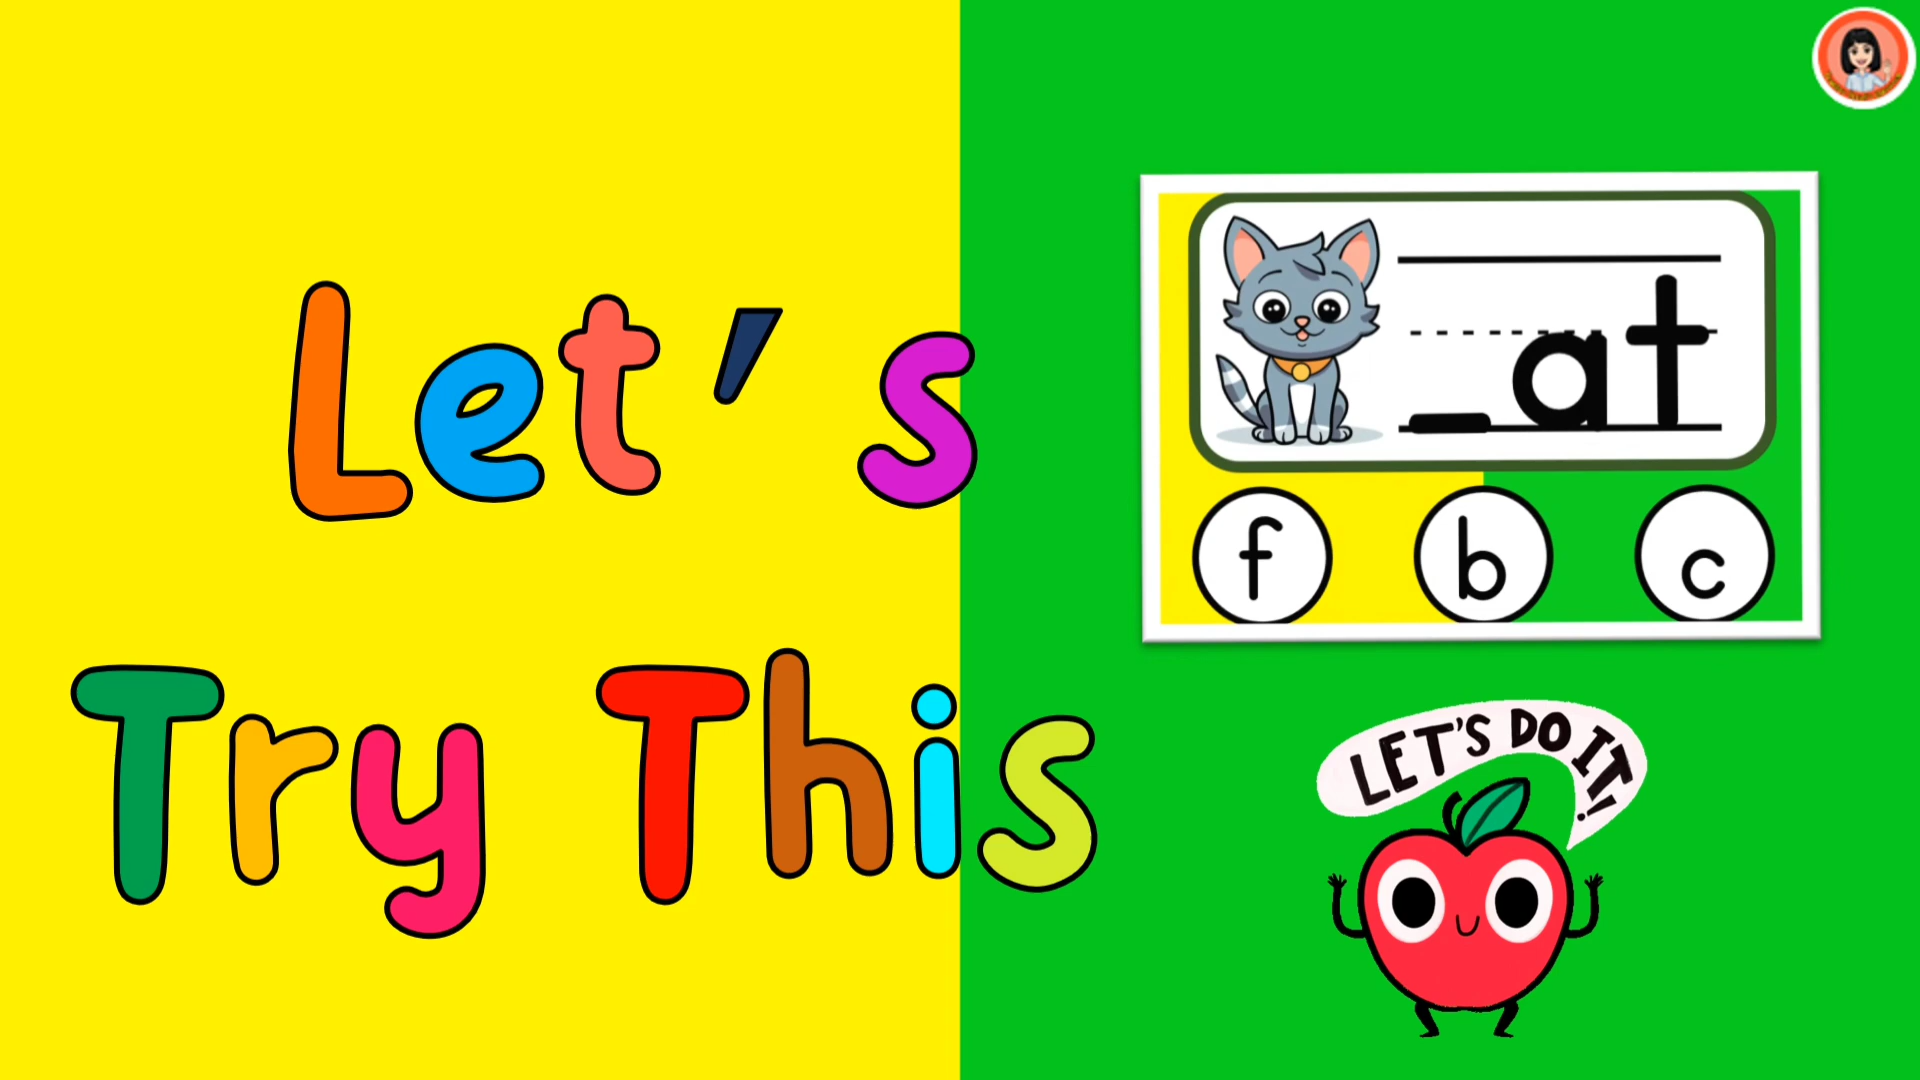 Let's
Try This
_at
f b c
LET'S DO IT!